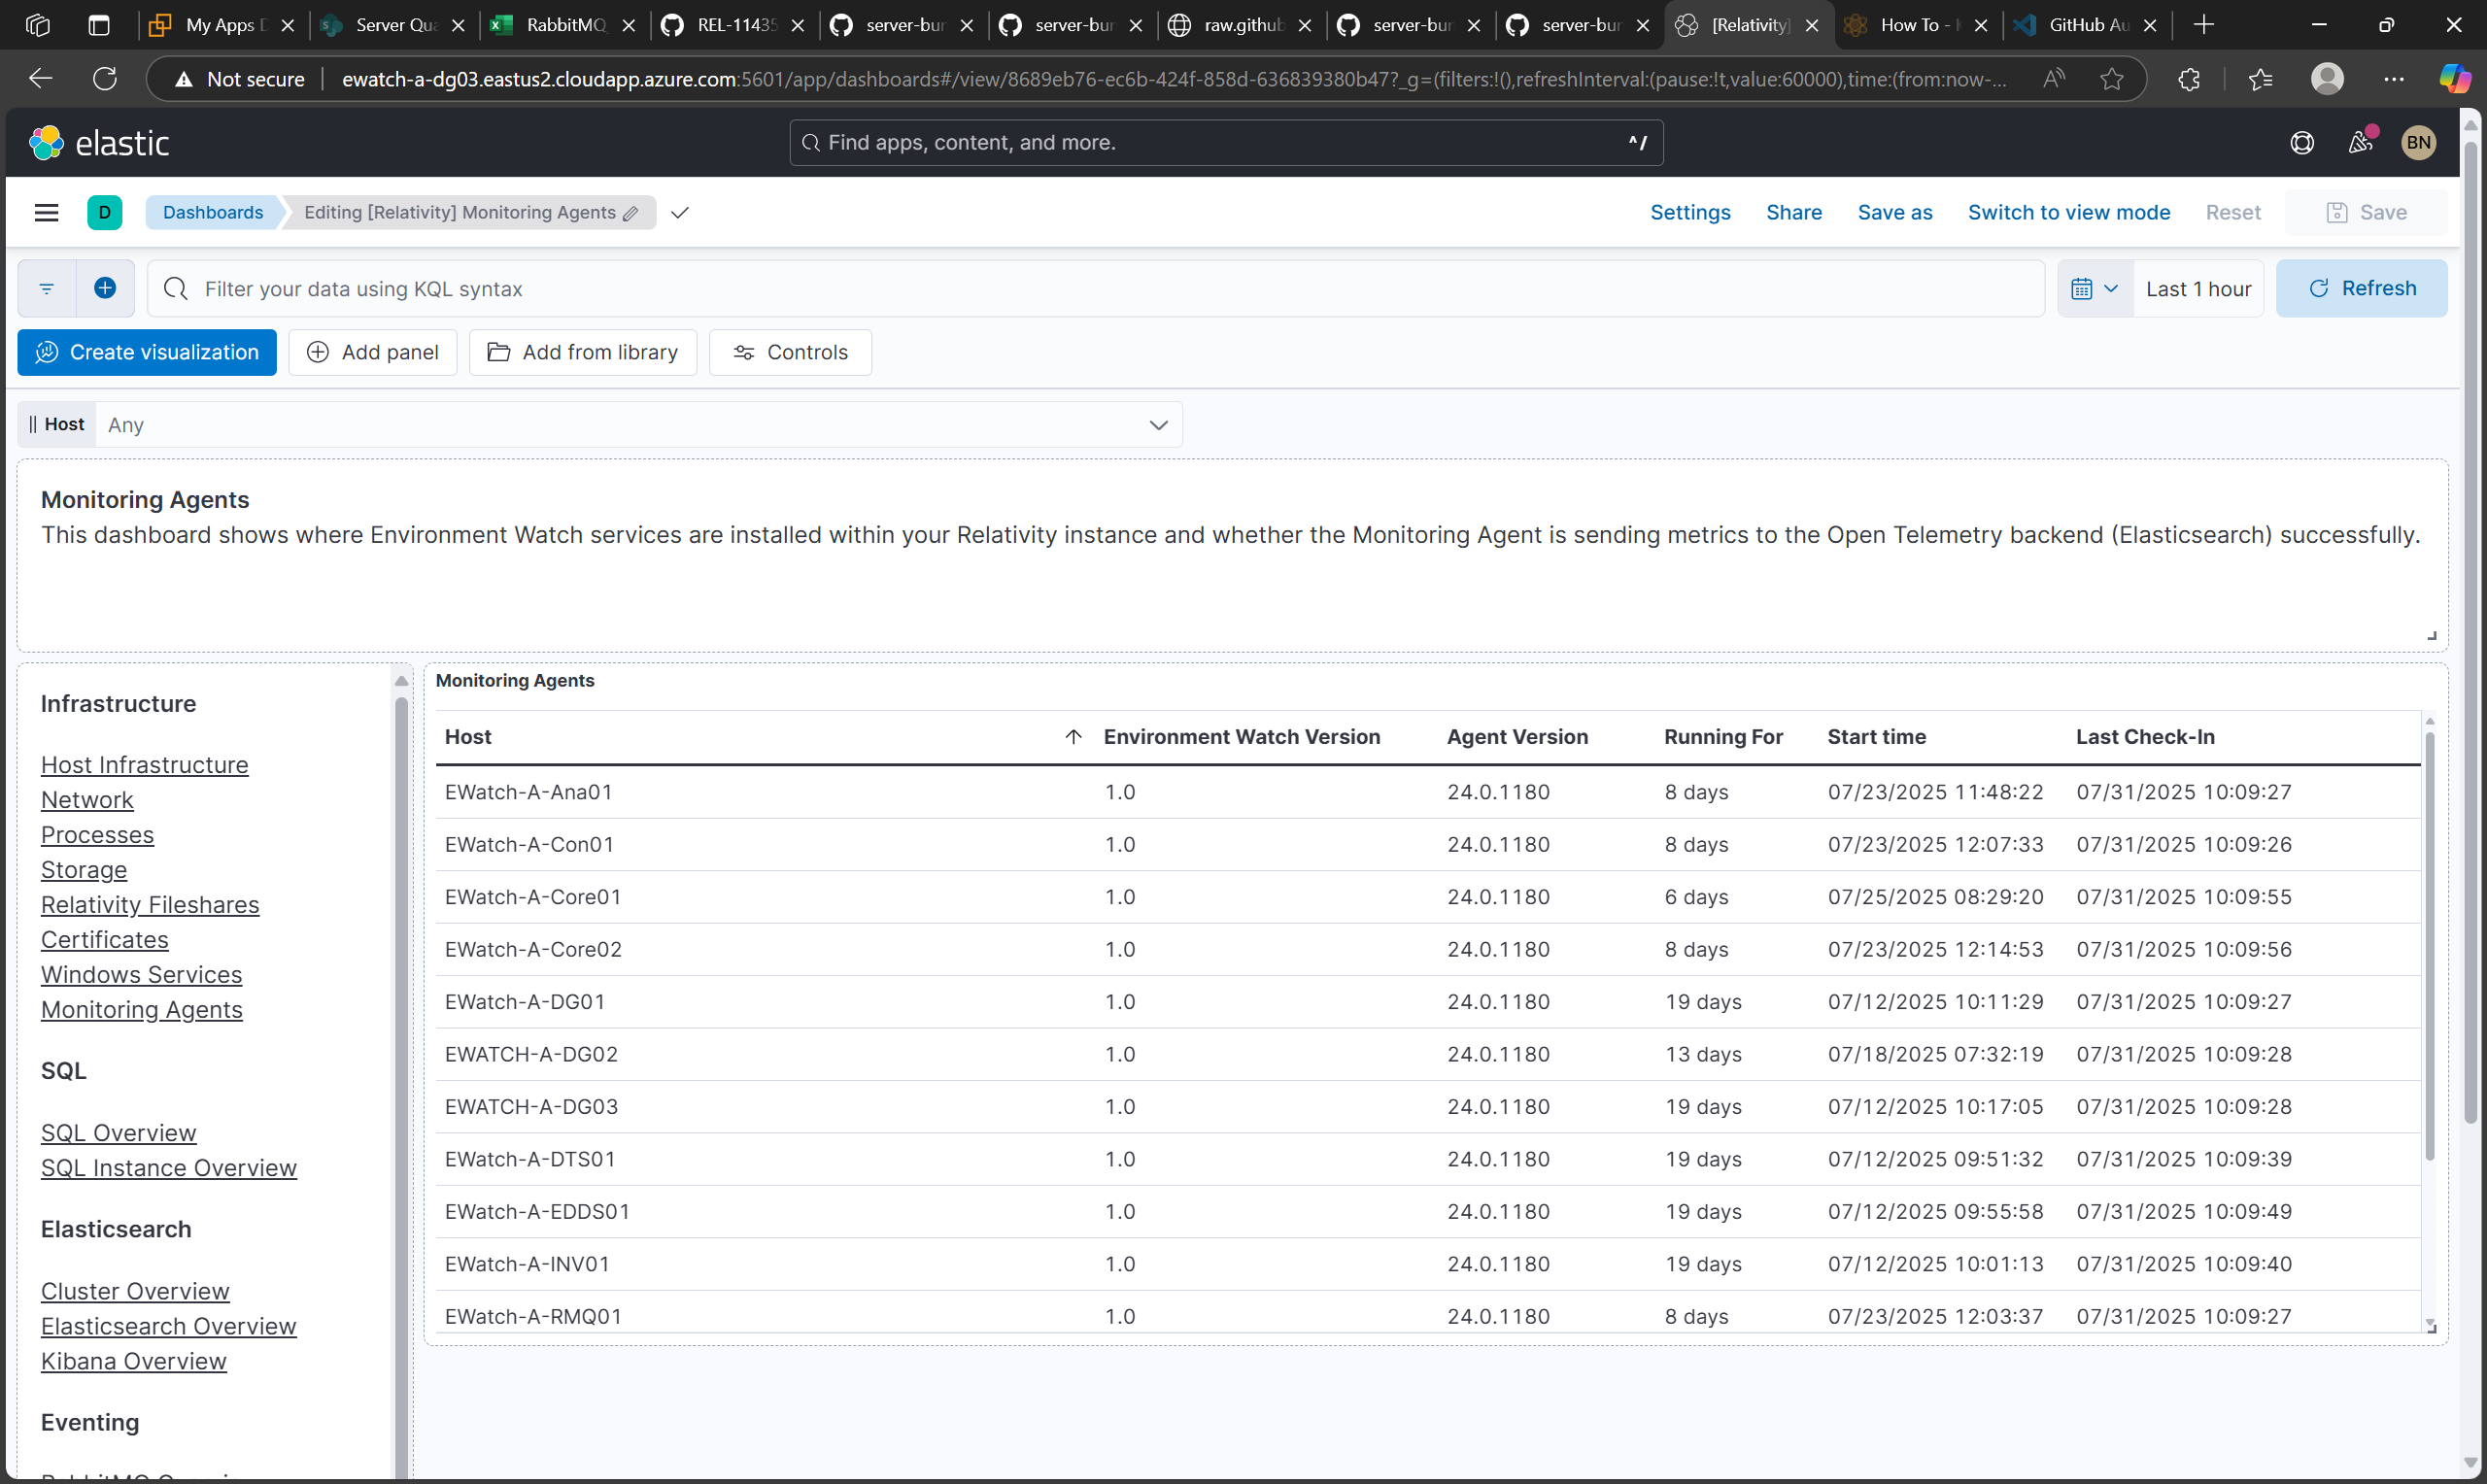 My Apps D
Server Qua
RabbitMQ
REL-11435
server-bun
server-bun
raw.github
server-bun
server-bun
[Relativity]
How To -
GitHub Au
Not secure
ewatch-a-dg03.eastus2.cloudapp.azure.com:5601/app/dashboards#/view/8689eb76-ec6b-424f-858d-636839380b47?_g=(filters:!(),refreshInterval:(pause:!t,value:60000),time:(from:now-...
elastic
Find apps, content, and more.
^/
BN
D
Dashboards
Editing [Relativity] Monitoring Agents
Settings
Share
Save as
Switch to view mode
Reset
Save
Filter your data using KQL syntax
Last 1 hour
Refresh
Create visualization
Add panel
Add from library
Controls
Host
Any
Monitoring Agents
This dashboard shows where Environment Watch services are installed within your Relativity instance and whether the Monitoring Agent is sending metrics to the Open Telemetry backend (Elasticsearch) successfully.
Infrastructure
Host Infrastructure
Network
Processes
Storage
Relativity Fileshares
Certificates
Windows Services
Monitoring Agents
SQL
SQL Overview
SQL Instance Overview
Elasticsearch
Cluster Overview
Elasticsearch Overview
Kibana Overview
Eventing
Monitoring Agents
Host Environment Watch Version Agent Version Running For Start time Last Check-In
EWatch-A-Ana01 1.0 24.0.1180 8 days 07/23/2025 11:48:22 07/31/2025 10:09:27
EWatch-A-Con01 1.0 24.0.1180 8 days 07/23/2025 12:07:33 07/31/2025 10:09:26
EWatch-A-Core01 1.0 24.0.1180 6 days 07/25/2025 08:29:20 07/31/2025 10:09:55
EWatch-A-Core02 1.0 24.0.1180 8 days 07/23/2025 12:14:53 07/31/2025 10:09:56
EWatch-A-DG01 1.0 24.0.1180 19 days 07/12/2025 10:11:29 07/31/2025 10:09:27
EWATCH-A-DG02 1.0 24.0.1180 13 days 07/18/2025 07:32:19 07/31/2025 10:09:28
EWATCH-A-DG03 1.0 24.0.1180 19 days 07/12/2025 10:17:05 07/31/2025 10:09:28
EWatch-A-DTS01 1.0 24.0.1180 19 days 07/12/2025 09:51:32 07/31/2025 10:09:39
EWatch-A-EDDS01 1.0 24.0.1180 19 days 07/12/2025 09:55:58 07/31/2025 10:09:49
EWatch-A-INV01 1.0 24.0.1180 19 days 07/12/2025 10:01:13 07/31/2025 10:09:40
EWatch-A-RMQ01 1.0 24.0.1180 8 days 07/23/2025 12:03:37 07/31/2025 10:09:27